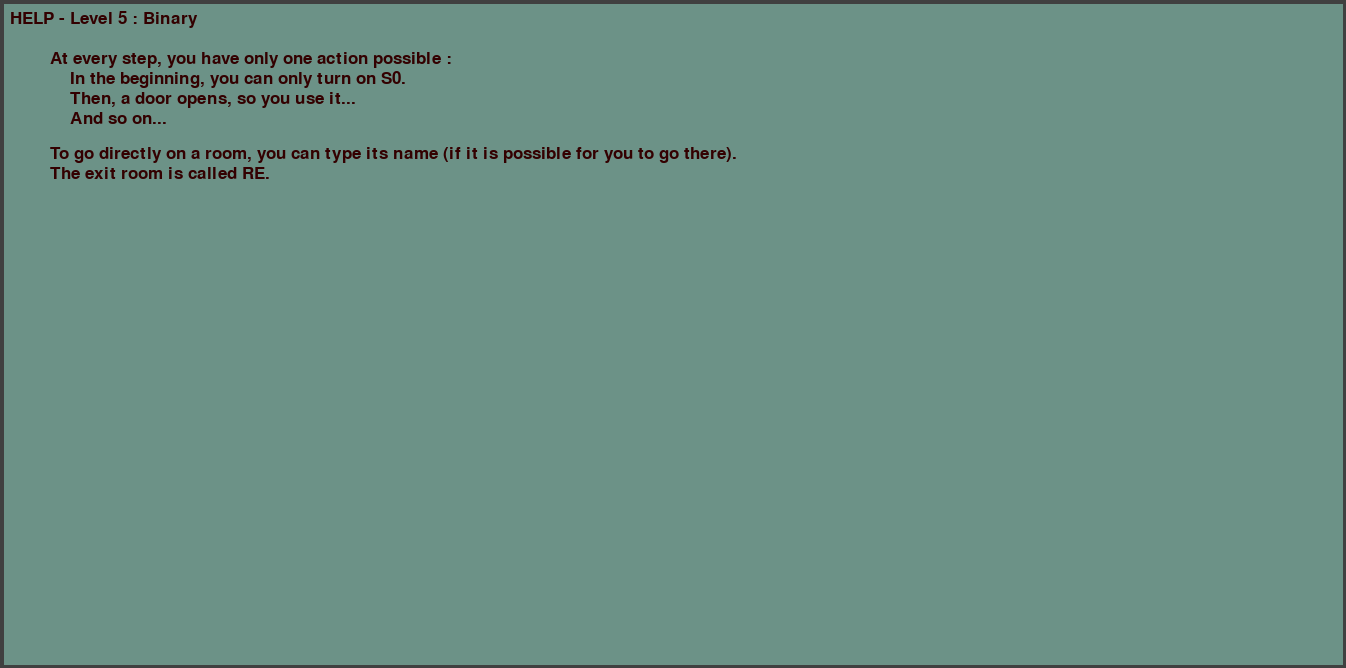 HELP - Level 5 : Binary
At every step, you have only one action possible :
In the beginning, you can only turn on S0.
Then, a door opens, so you use it...
And so on...
To go directly on a room, you can type its name (if it is possible for you to go there).
The exit room is called RE.